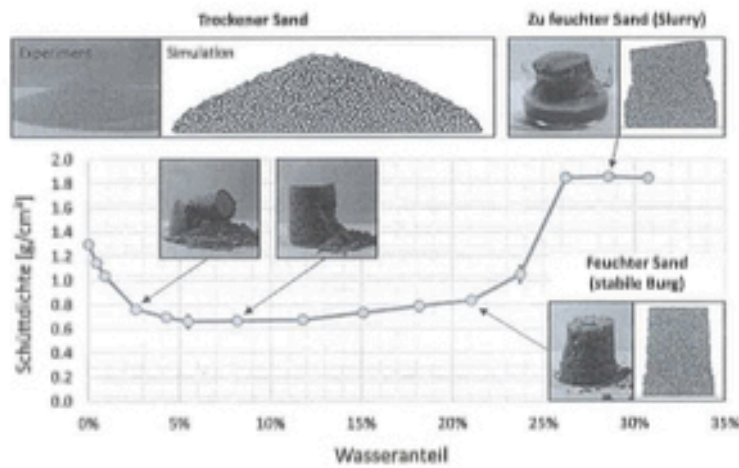 Trockener Sand
Zu feuchter Sand (Slurry)
Experiment
Simulation
Schüttdichte [g/cm³]
2.0
1.8
1.6
1.4
1.2
1.0
0.8
0.6
0.4
0.2
0.0
Feuchter Sand
(stabile Burg)
0%
5%
10%
15%
20%
25%
30%
35%
Wasseranteil